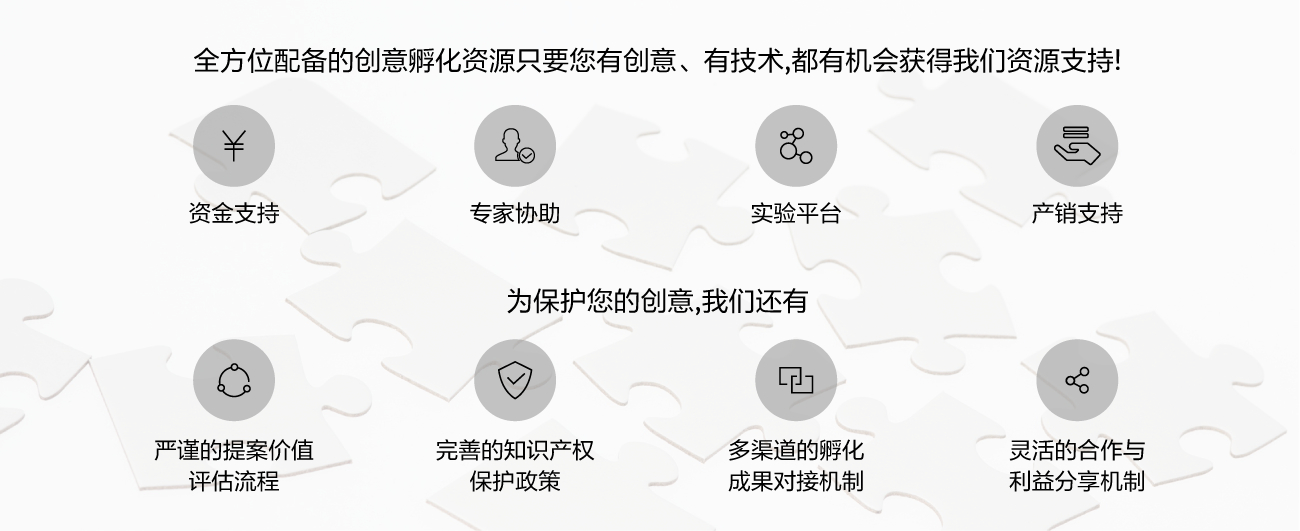 全方位配备的创意孵化资源只要您有创意、有技术,都有机会获得我们资源支持!
资金支持
专家协助
实验平台
产销支持
为保护您的创意,我们还有
严谨的提案价值
评估流程
完善的知识产权
保护政策
多渠道的孵化
成果对接机制
灵活的合作与
利益分享机制